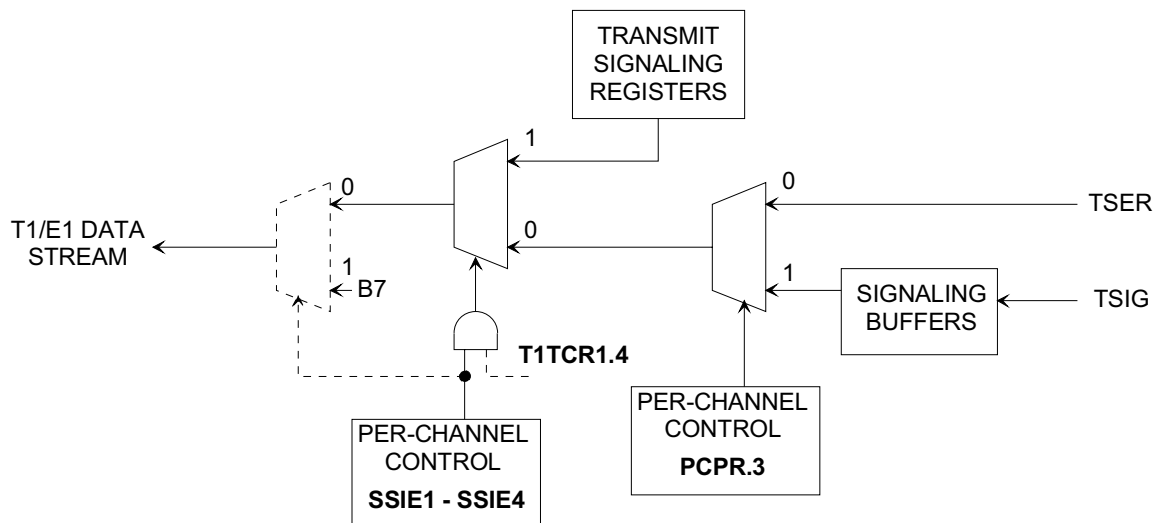 TRANSMIT
SIGNALING
REGISTERS
1
0
0
TSER
T1/E1 DATA
STREAM
0
1
B7
1
SIGNALING
BUFFERS
TSIG
T1TCR1.4
PER-CHANNEL
CONTROL
SSIE1 - SSIE4
PER-CHANNEL
CONTROL
PCPR.3